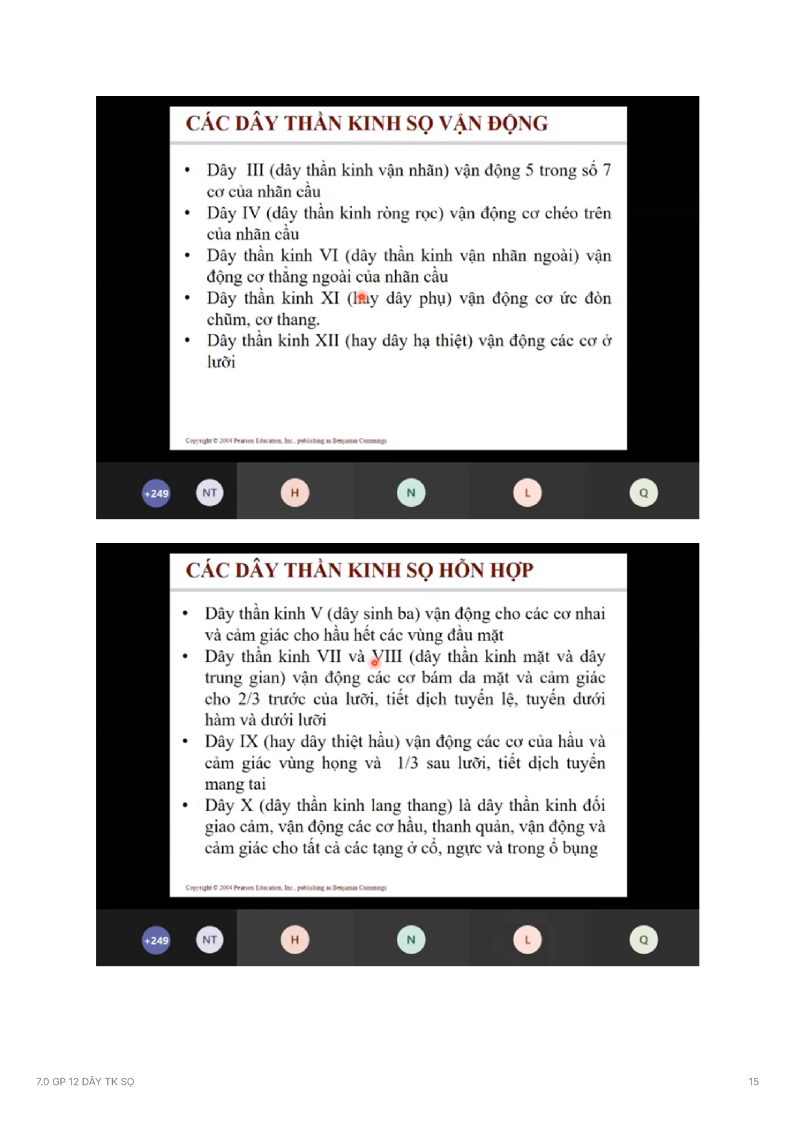 CÁC DÂY THẦN KINH SỌ VẬN ĐỘNG
• Dây III (dây thần kinh vận nhãn) vận động 5 trong số 7
cơ của nhãn cầu
• Dây IV (dây thần kinh ròng rọc) vận động cơ chéo trên
của nhãn cầu
• Dây thần kinh VI (dây thần kinh vận nhãn ngoài) vận
động cơ thẳng ngoài của nhãn cầu
• Dây thần kinh XI (hay dây phụ) vận động cơ ức đòn
chũm, cơ thang.
• Dây thần kinh XII (hay dây hạ thiệt) vận động các cơ ở
lưỡi
Copyright © 2004 Pearson Education, Inc., publishing as Benjamin Cummings
+249 NT H N L Q
CÁC DÂY THẦN KINH SỌ HỖN HỢP
• Dây thần kinh V (dây sinh ba) vận động cho các cơ nhai
và cảm giác cho hầu hết các vùng đầu mặt
• Dây thần kinh VII và VIII (dây thần kinh mặt và dây
trung gian) vận động các cơ bám da mặt và cảm giác
cho 2/3 trước của lưỡi, tiết dịch tuyến lệ, tuyến dưới
hàm và dưới lưỡi
• Dây IX (hay dây thiệt hầu) vận động các cơ của hầu và
cảm giác vùng họng và 1/3 sau lưỡi, tiết dịch tuyến
mang tai
• Dây X (dây thần kinh lang thang) là dây thần kinh đối
giao cảm, vận động các cơ hầu, thanh quản, vận động và
cảm giác cho tất cả các tạng ở cổ, ngực và trong ổ bụng
Copyright © 2004 Pearson Education, Inc., publishing as Benjamin Cummings
+249 NT H N L Q
7.0 GP 12 DÂY TK SỌ 15